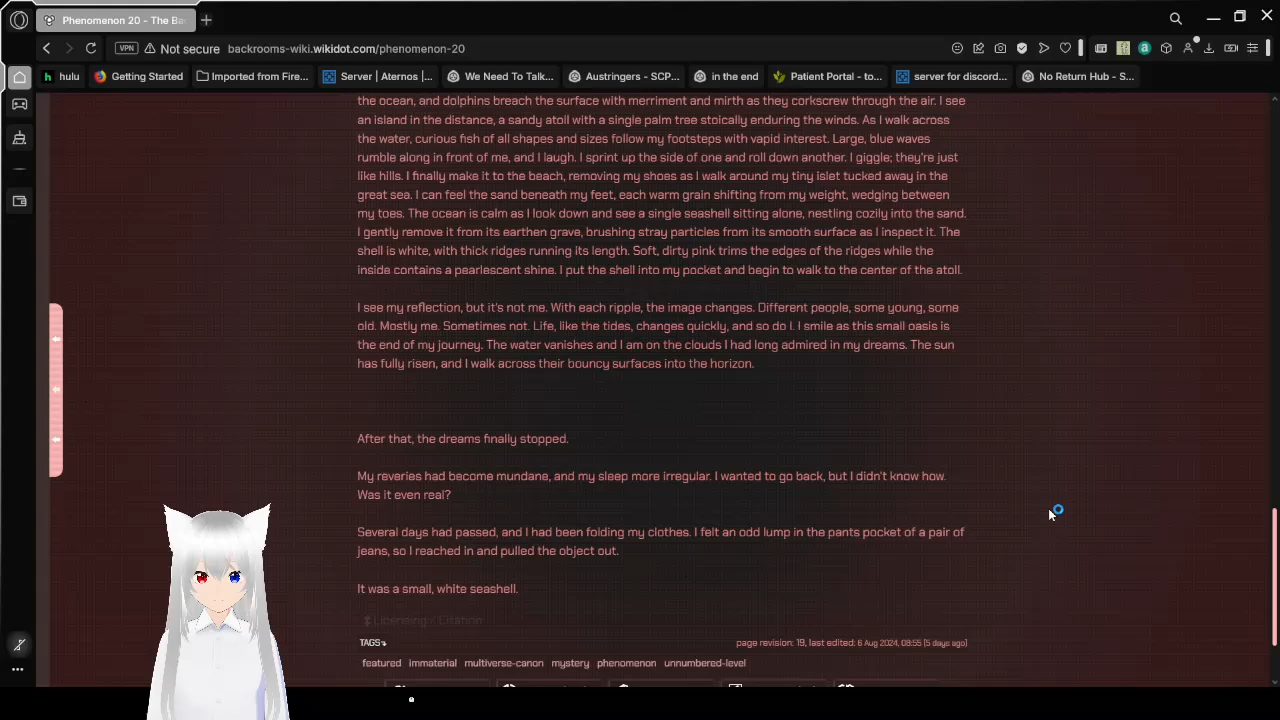 Phenomenon 20 - The Ba
VPN Not secure backrooms-wiki.wikidot.com/phenomenon-20
hulu Getting Started Imported from Fire... Server | Aternos |... We Need To Talk... Austringers - SCP... in the end Patient Portal - to... server for discord... No Return Hub - S...
the ocean, and dolphins breach the surface with merriment and mirth as they corkscrew through the air. I see
an island in the distance, a sandy atoll with a single palm tree stoically enduring the winds. As I walk across
the water, curious fish of all shapes and sizes follow my footsteps with vapid interest. Large, blue waves
rumble along in front of me, and I laugh. I sprint up the side of one and roll down another. I giggle; they're just
like hills. I finally make it to the beach, removing my shoes as I walk around my tiny islet tucked away in the
great sea. I can feel the sand beneath my feet, each warm grain shifting from my weight, wedging between
my toes. The ocean is calm as I look down and see a single seashell sitting alone, nestling cozily into the sand.
I gently remove it from its earthen grave, brushing stray particles from its smooth surface as I inspect it. The
shell is white, with thick ridges running its length. Soft, dirty pink trims the edges of the ridges while the
inside contains a pearlescent shine. I put the shell into my pocket and begin to walk to the center of the atoll.
I see my reflection, but it's not me. With each ripple, the image changes. Different people, some young, some
old. Mostly me. Sometimes not. Life, like the tides, changes quickly, and so do I. I smile as this small oasis is
the end of my journey. The water vanishes and I am on the clouds I had long admired in my dreams. The sun
has fully risen, and I walk across their bouncy surfaces into the horizon.
After that, the dreams finally stopped.
My reveries had become mundane, and my sleep more irregular. I wanted to go back, but I didn't know how.
Was it even real?
Several days had passed, and I had been folding my clothes. I felt an odd lump in the pants pocket of a pair of
jeans, so I reached in and pulled the object out.
It was a small, white seashell.
Licensing / Citation
TAGS
page revision: 19, last edited: 6 Aug 2024, 08:55 (5 days ago)
featured immaterial multiverse-canon mystery phenomenon unnumbered-level